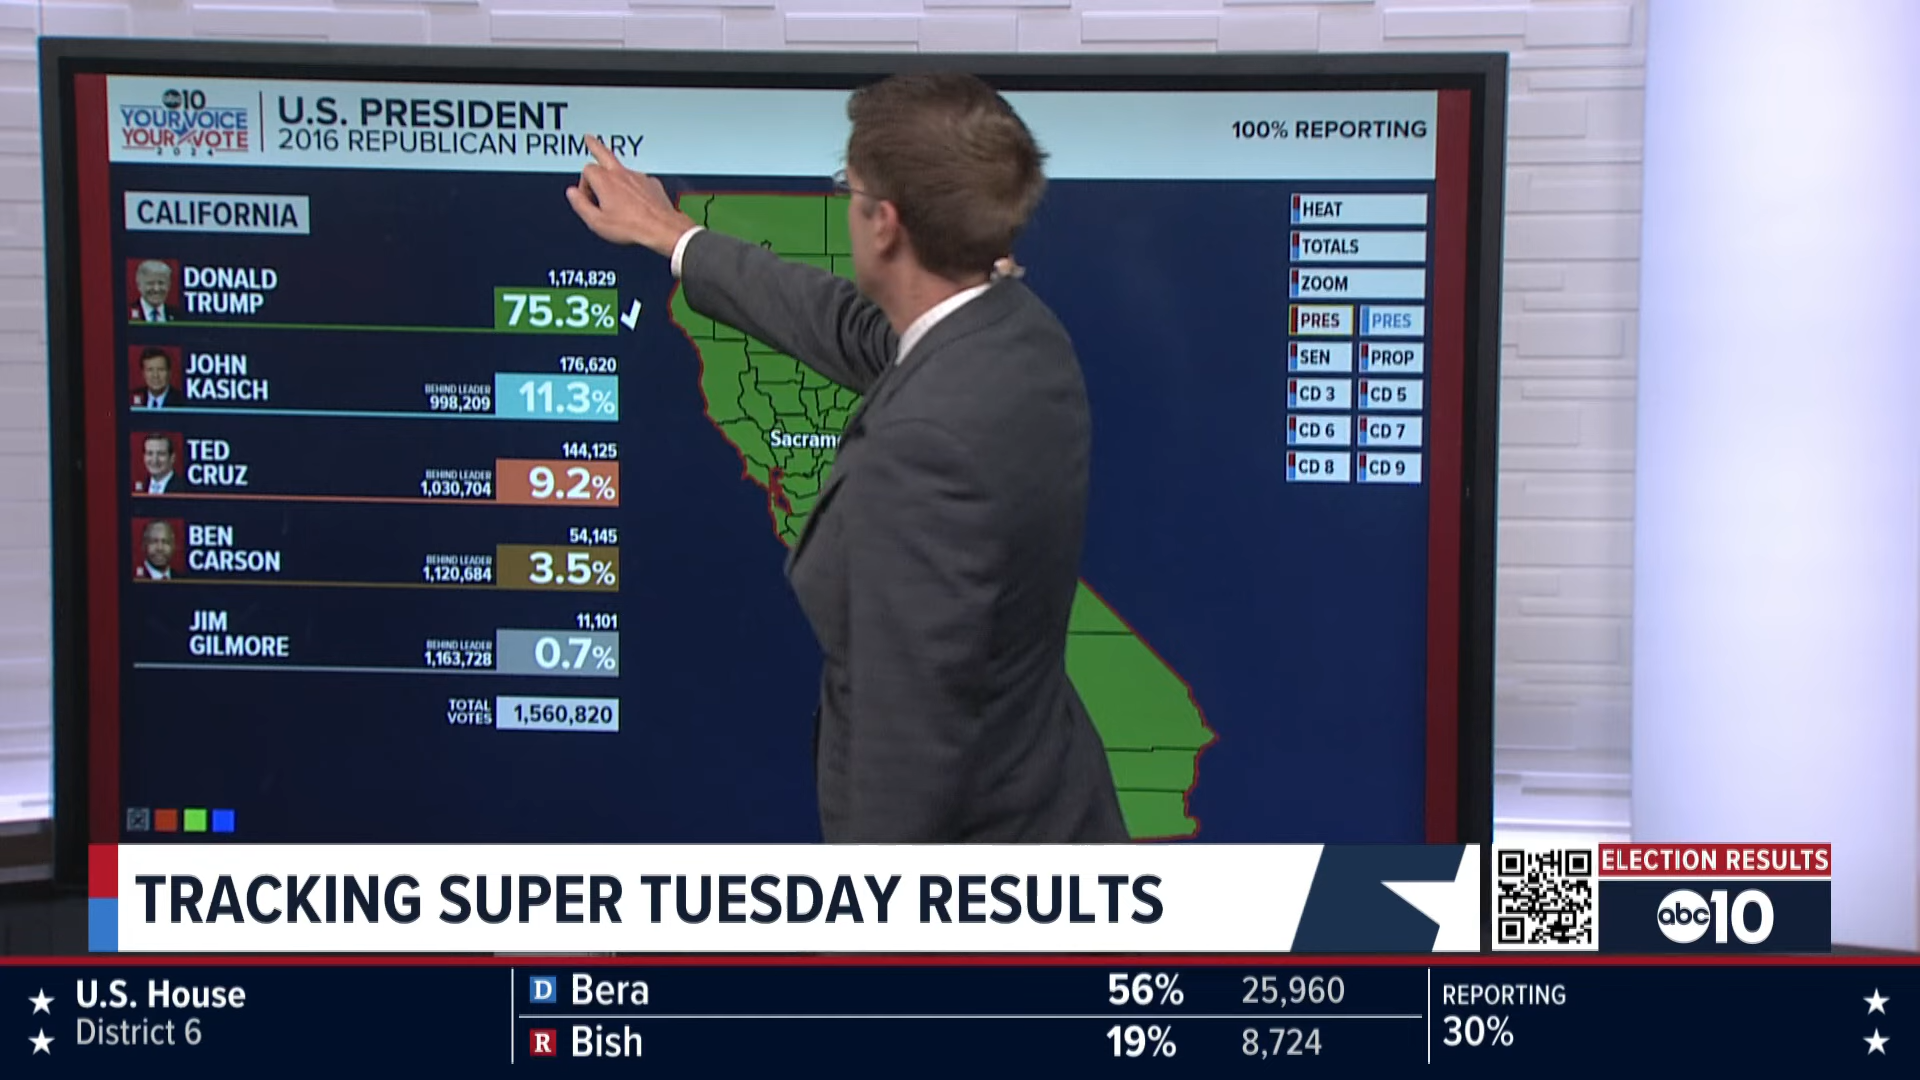 abc10
YOUR VOICE
YOUR VOTE
2024
U.S. PRESIDENT
2016 REPUBLICAN PRIMARY
100% REPORTING
CALIFORNIA
DONALD
TRUMP
1,174,829
75.3%
JOHN
KASICH
BEHIND LEADER
998,209
176,620
11.3%
TED
CRUZ
BEHIND LEADER
1,030,704
144,125
9.2%
BEN
CARSON
BEHIND LEADER
1,120,684
54,145
3.5%
JIM
GILMORE
BEHIND LEADER
1,163,728
11,101
0.7%
TOTAL
VOTES
1,560,820
Sacram
HEAT
TOTALS
ZOOM
PRES PRES
SEN PROP
CD 3 CD 5
CD 6 CD 7
CD 8 CD 9
TRACKING SUPER TUESDAY RESULTS
ELECTION RESULTS
abc10
U.S. House
District 6
D Bera 56% 25,960
R Bish 19% 8,724
REPORTING
30%